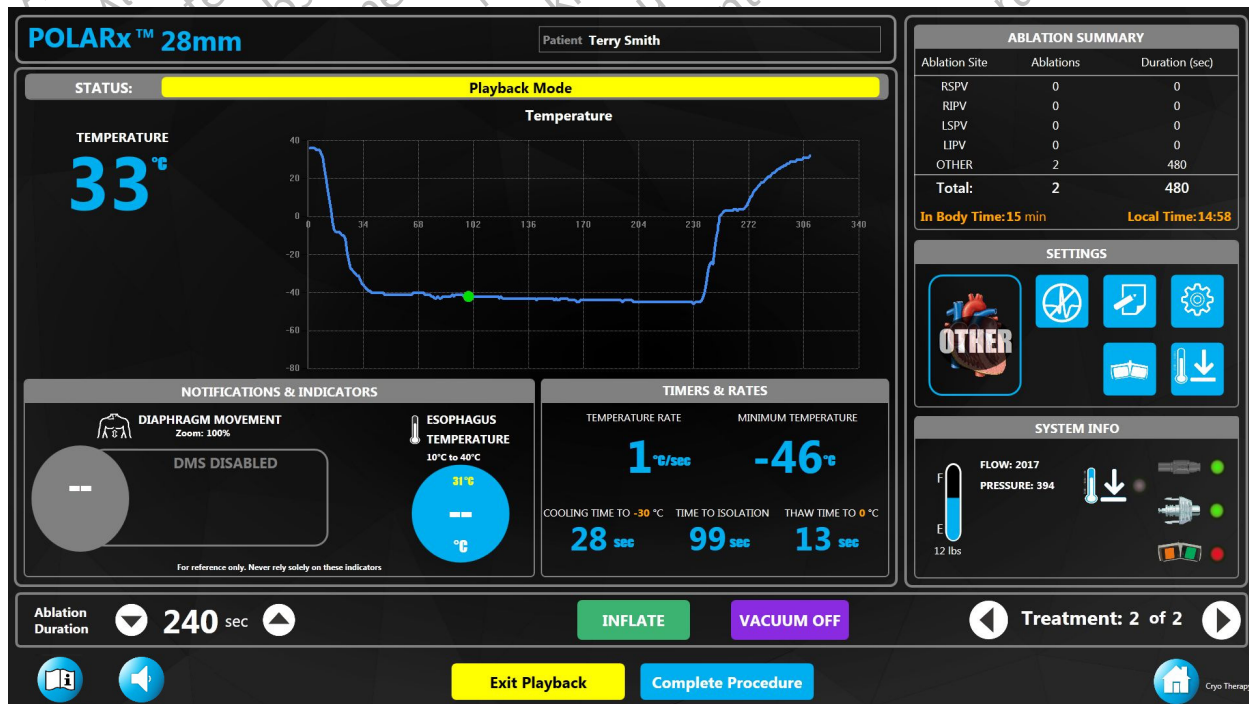 POLARx™ 28mm
Patient Terry Smith
STATUS:
Playback Mode
Temperature
TEMPERATURE
33 °C
40
20
0
-20
-40
-60
-80
0 34 68 102 136 170 204 238 272 306 340
NOTIFICATIONS & INDICATORS
DIAPHRAGM MOVEMENT
Zoom: 100%
DMS DISABLED
--
ESOPHAGUS
TEMPERATURE
10°C to 40°C
31°C
--
°C
For reference only. Never rely solely on these indicators
TIMERS & RATES
TEMPERATURE RATE
1 °C/sec
MINIMUM TEMPERATURE
-46 °C
COOLING TIME TO -30 °C
28 sec
TIME TO ISOLATION
99 sec
THAW TIME TO 0 °C
13 sec
ABLATION SUMMARY
Ablation Site Ablations Duration (sec)
RSPV 0 0
RIPV 0 0
LSPV 0 0
LIPV 0 0
OTHER 2 480
Total: 2 480
In Body Time:15 min Local Time:14:58
SETTINGS
OTHER
SYSTEM INFO
F
E
12 lbs
FLOW: 2017
PRESSURE: 394
Ablation
Duration
240 sec
INFLATE
VACUUM OFF
Treatment: 2 of 2
Exit Playback
Complete Procedure
Cryo Therapy